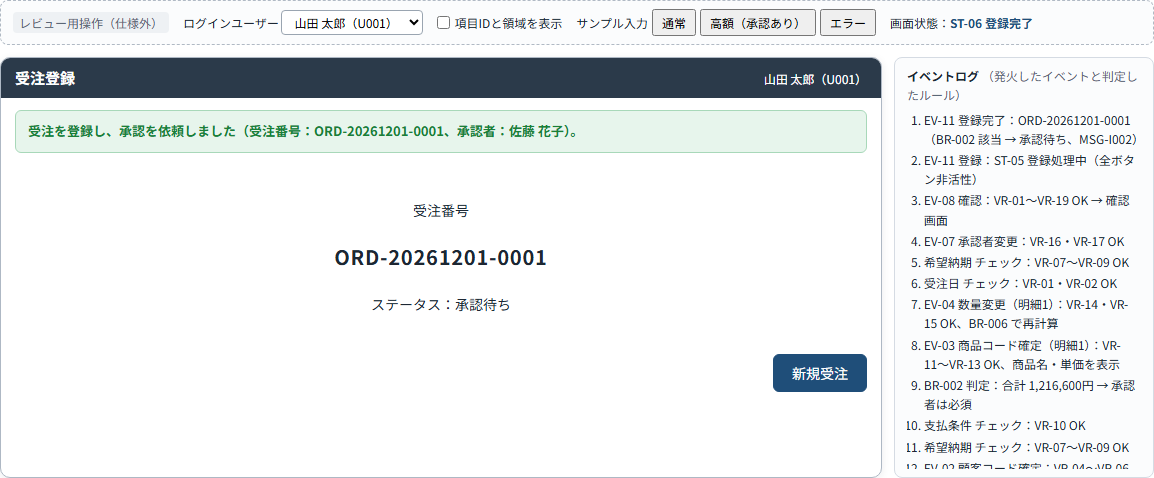 レビュー用操作（仕様外） ログインユーザー 山田 太郎（U001） 項目IDと領域を表示 サンプル入力 通常 高額（承認あり） エラー 画面状態：ST-06 登録完了
受注登録 山田 太郎（U001）
受注を登録し、承認を依頼しました（受注番号：ORD-20261201-0001、承認者：佐藤 花子）。
受注番号
ORD-20261201-0001
ステータス：承認待ち
新規受注
イベントログ （発火したイベントと判定し
たルール）
1. EV-11 登録完了：ORD-20261201-0001
（BR-002 該当 → 承認待ち、MSG-I002）
2. EV-11 登録：ST-05 登録処理中（全ボタ
ン非活性）
3. EV-08 確認：VR-01～VR-19 OK → 確認
画面
4. EV-07 承認者変更：VR-16・VR-17 OK
5. 希望納期 チェック：VR-07～VR-09 OK
6. 受注日 チェック：VR-01・VR-02 OK
7. EV-04 数量変更（明細1）：VR-14・VR-
15 OK、BR-006 で再計算
8. EV-03 商品コード確定（明細1）：VR-
11～VR-13 OK、商品名・単価を表示
9. BR-002 判定：合計 1,216,600円 → 承認
者は必須
10. 支払条件 チェック：VR-10 OK
11. 希望納期 チェック：VR-07～VR-09 OK
12. EV-02 顧客コード確定：VR-04～VR-06